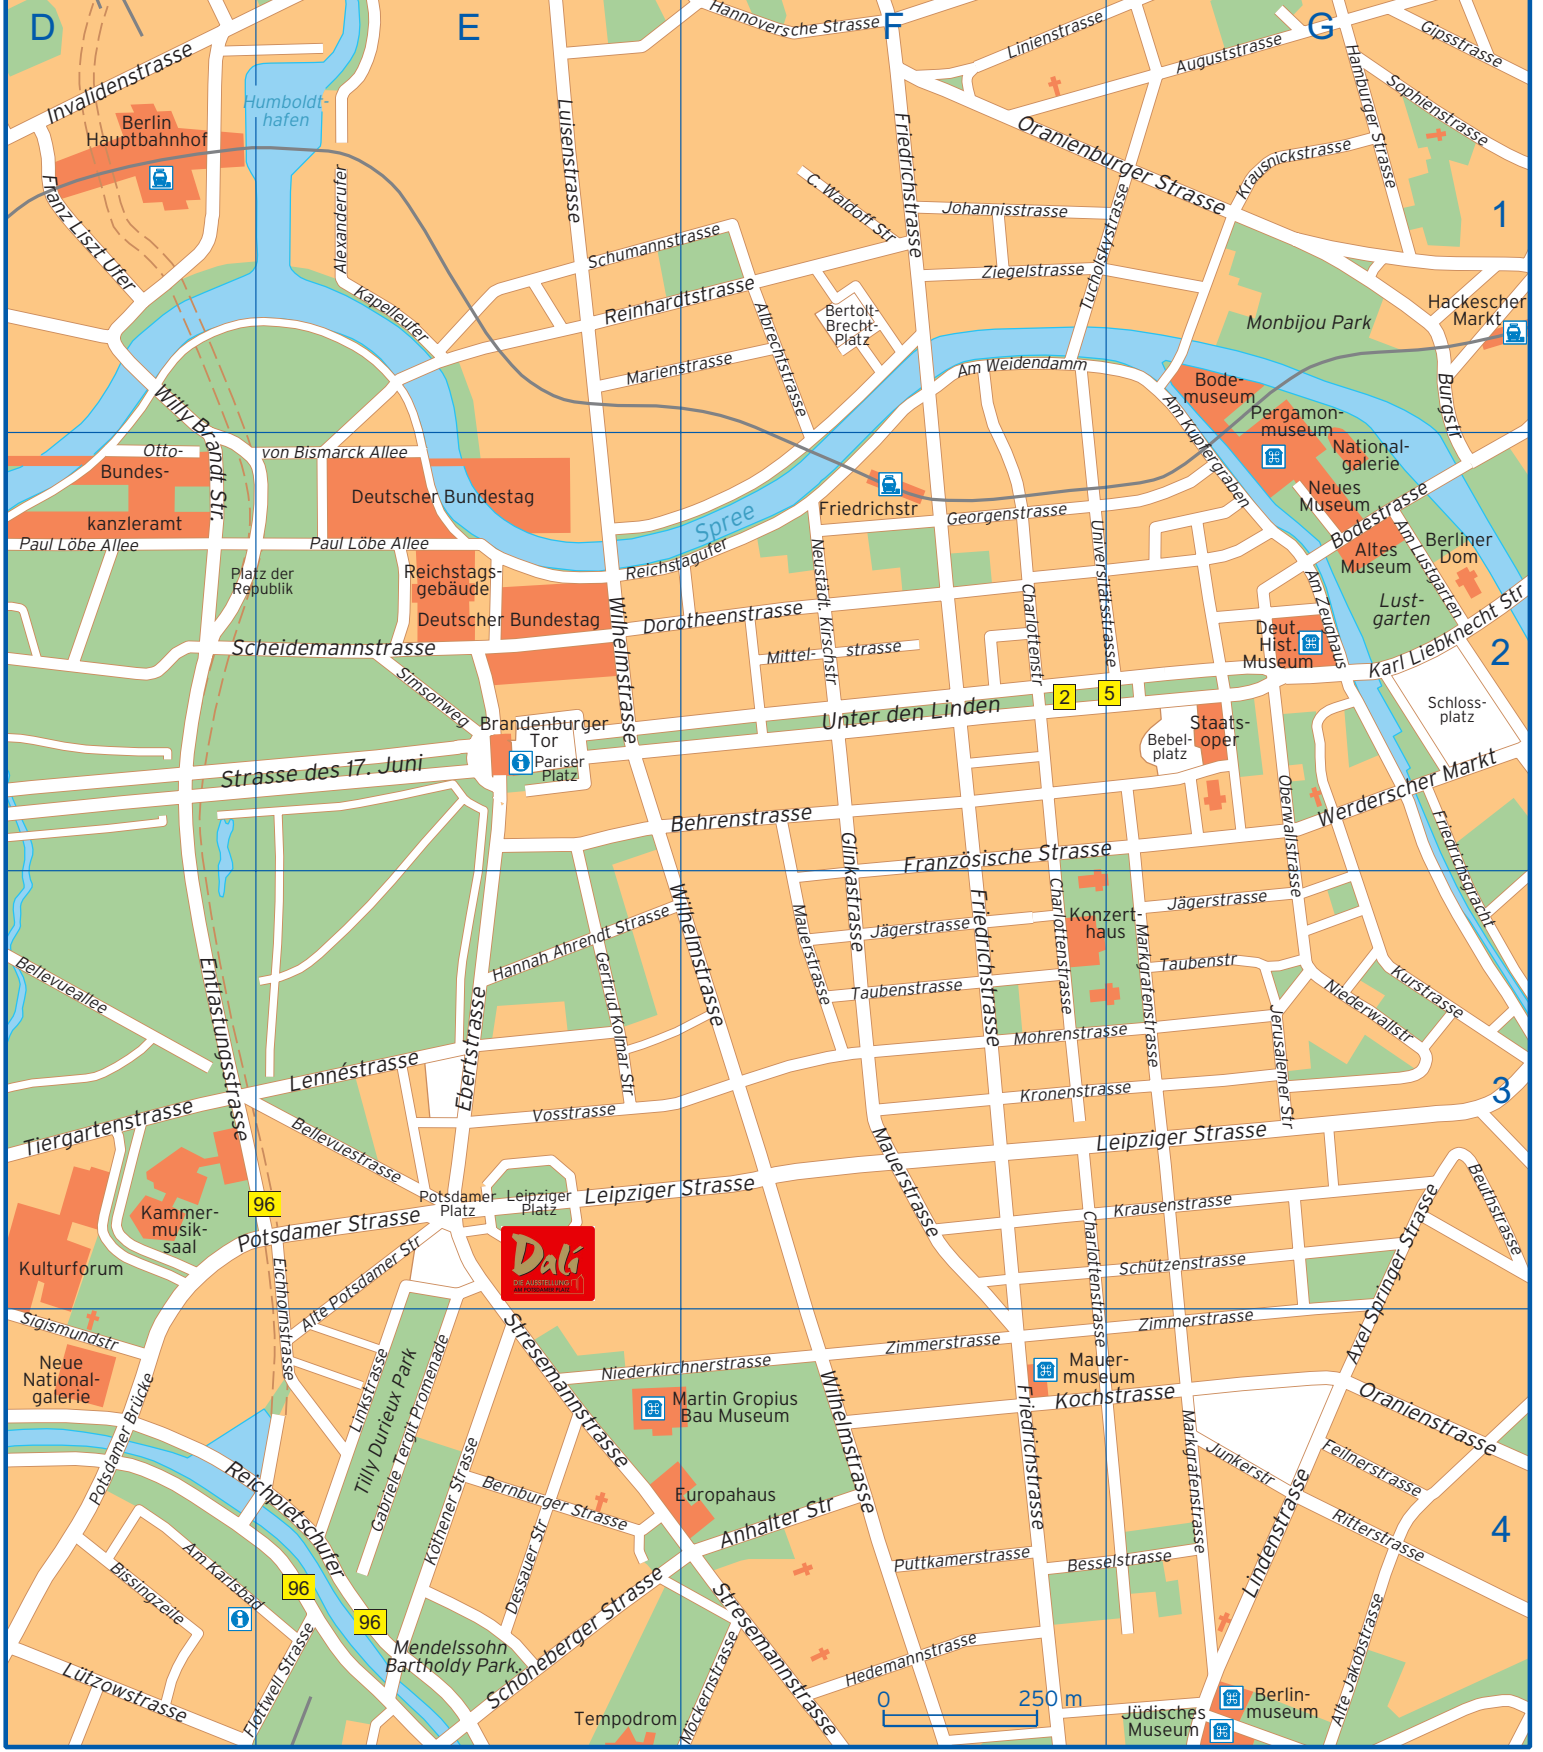 D
E
F
G
Hannoversche Strasse
Linienstrasse
Auguststrasse
Gipsstrasse
Hamburger Strasse
Sophienstrasse
Invalidenstrasse
Humboldt-
hafen
Berlin
Hauptbahnhof
Luisenstrasse
Friedrichstrasse
Oranienburger Strasse
Krausnickstrasse
Franz Liszt Ufer
Alexanderufer
C. Waldoff Str
Johannisstrasse
Tucholskystrasse
1
Schumannstrasse
Ziegelstrasse
Kapelleufer
Reinhardtstrasse
Albrechtstrasse
Bertolt-
Brecht-
Platz
Monbijou Park
Hackescher
Markt
Marienstrasse
Am Weidendamm
Bode-
museum
Burgstr
Willy Brandt Str.
Am Kupfergraben
Pergamon-
museum
Otto-
von Bismarck Allee
National-
galerie
Bundes-
kanzleramt
Deutscher Bundestag
Friedrichstr
Neues
Museum
Spree
Georgenstrasse
Bodestrasse
Paul Löbe Allee
Paul Löbe Allee
Reichstagufer
Neustädt. Kirschstr
Universitätsstrasse
Altes
Museum
Am Lustgarten
Berliner
Dom
Platz der
Republik
Reichstags-
gebäude
Deutscher Bundestag
Wilhelmstrasse
Dorotheenstrasse
Charlottenstr
Am Zeughaus
Lust-
garten
Karl Liebknecht Str
Scheidemannstrasse
Mittel-
strasse
Deut.
Hist.
Museum
2
Simsonweg
Unter den Linden
2
5
Schloss-
platz
Brandenburger
Tor
Pariser
Platz
Bebel-
platz
Staats-
oper
Strasse des 17. Juni
Behrenstrasse
Oberwallstrasse
Werderscher Markt
Glinkastrasse
Französische Strasse
Friedrichsgracht
Wilhelmstrasse
Mauerstrasse
Friedrichstrasse
Charlottenstrasse
Jägerstrasse
Jägerstrasse
Konzert-
haus
Markgrafenstrasse
Hannah Ahrendt Strasse
Gertrud Kolmar Str
Taubenstr
Taubenstrasse
Bellevueallee
Entlastungsstrasse
Ebertstrasse
Niederwallstr
Kurstrasse
Jerusalemer Str
Mohrenstrasse
Lennéstrasse
Kronenstrasse
3
Vosstrasse
Tiergartenstrasse
Bellevuestrasse
Leipziger Strasse
Mauerstrasse
Beuthstrasse
Potsdamer
Platz
Leipziger
Platz
Leipziger Strasse
96
Kammer-
musik-
saal
Potsdamer Strasse
Krausenstrasse
Charlottenstrasse
Axel Springer Strasse
Dalí
DIE AUSSTELLUNG
AM POTSDAMER PLATZ
Kulturforum
Eichhornstrasse
Alte Potsdamer Str
Schützenstrasse
Sigismundstr
Stresemannstrasse
Zimmerstrasse
Zimmerstrasse
Neue
National-
galerie
Linkstrasse
Tilly Durieux Park
Gabriele Tergit Promenade
Niederkirchnerstrasse
Martin Gropius
Bau Museum
Wilhelmstrasse
Mauer-
museum
Kochstrasse
Friedrichstrasse
Markgrafenstrasse
Oranienstrasse
Potsdamer Brücke
Junkerstr
Feilnerstrasse
Reichpietschufer
Köthener Strasse
Bernburger Strasse
Europahaus
Anhalter Str
Dessauer Str
Lindenstrasse
Ritterstrasse
4
Am Karlsbad
Bissingzeile
96
96
Puttkamerstrasse
Besselstrasse
Schöneberger Strasse
Stresemannstrasse
Flottwell Strasse
Mendelssohn
Bartholdy Park
Hedemannstrasse
Alte Jakobstrasse
Lützowstrasse
Möckernstrasse
Tempodrom
0
250 m
Jüdisches
Museum
Berlin-
museum